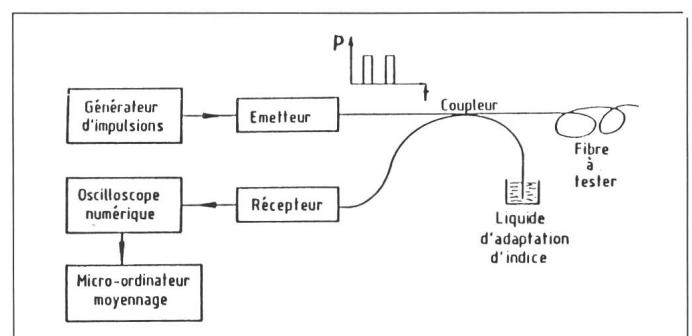 P
t
Générateur
d'impulsions
Emetteur
Coupleur
Fibre
à
tester
Oscilloscope
numérique
Récepteur
Liquide
d'adaptation
d'indice
Micro-ordinateur
moyennage